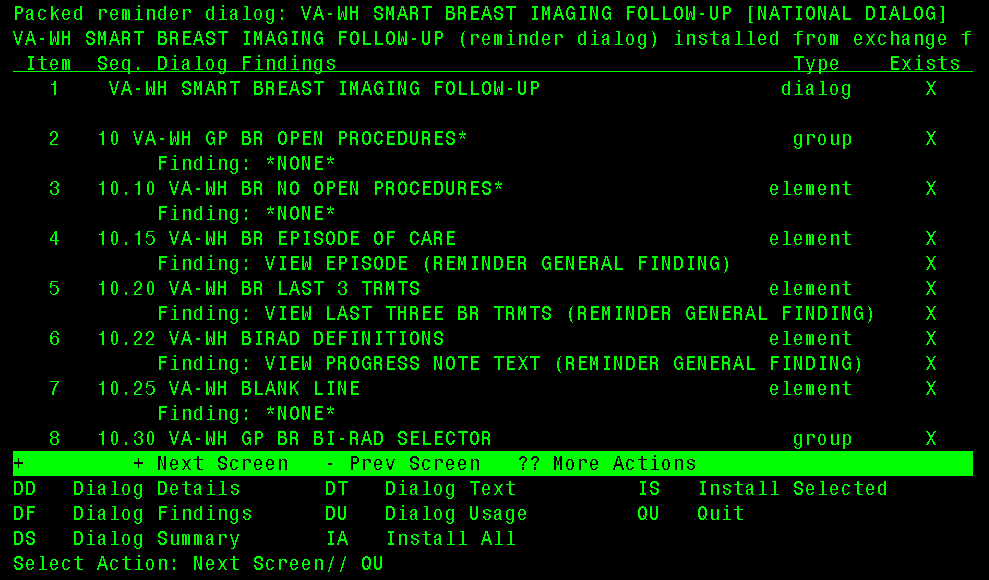 Packed reminder dialog: VA-WH SMART BREAST IMAGING FOLLOW-UP [NATIONAL DIALOG]
VA-WH SMART BREAST IMAGING FOLLOW-UP (reminder dialog) installed from exchange f
Item Seq. Dialog Findings Type Exists
1 VA-WH SMART BREAST IMAGING FOLLOW-UP dialog X
2 10 VA-WH GP BR OPEN PROCEDURES* group X
Finding: *NONE*
3 10.10 VA-WH BR NO OPEN PROCEDURES* element X
Finding: *NONE*
4 10.15 VA-WH BR EPISODE OF CARE element X
Finding: VIEW EPISODE (REMINDER GENERAL FINDING) X
5 10.20 VA-WH BR LAST 3 TRMTS element X
Finding: VIEW LAST THREE BR TRMTS (REMINDER GENERAL FINDING) X
6 10.22 VA-WH BIRAD DEFINITIONS element X
Finding: VIEW PROGRESS NOTE TEXT (REMINDER GENERAL FINDING) X
7 10.25 VA-WH BLANK LINE element X
Finding: *NONE*
8 10.30 VA-WH GP BR BI-RAD SELECTOR group X
+ + Next Screen - Prev Screen ?? More Actions
DD Dialog Details DT Dialog Text IS Install Selected
DF Dialog Findings DU Dialog Usage QU Quit
DS Dialog Summary IA Install All
Select Action: Next Screen// QU